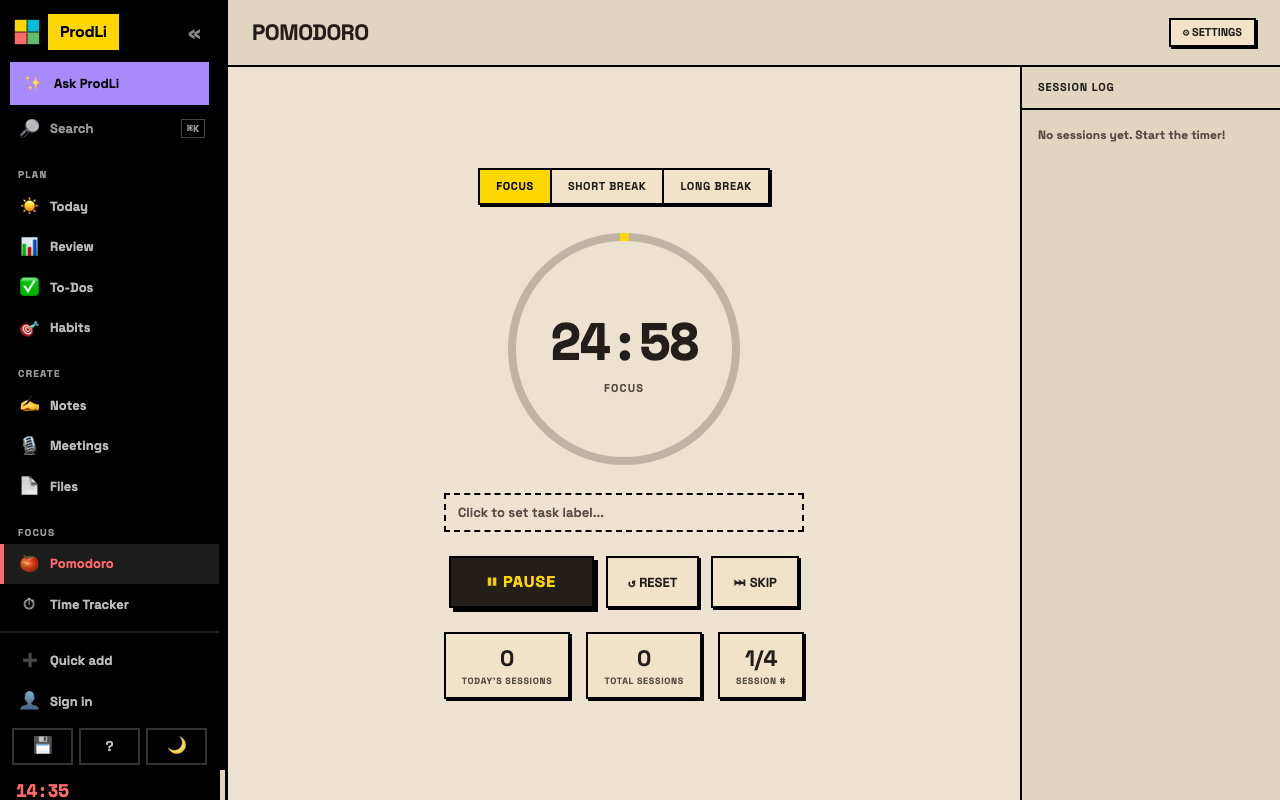 ProdLi
«
Ask ProdLi
Search ⌘K
PLAN
Today
Review
To-Dos
Habits
CREATE
Notes
Meetings
Files
FOCUS
Pomodoro
Time Tracker
Quick add
Sign in
?
14:35
POMODORO
⚙ SETTINGS
FOCUS
SHORT BREAK
LONG BREAK
24:58
FOCUS
Click to set task label...
⏸ PAUSE
↺ RESET
⏭ SKIP
0
TODAY'S SESSIONS
0
TOTAL SESSIONS
1/4
SESSION #
SESSION LOG
No sessions yet. Start the timer!